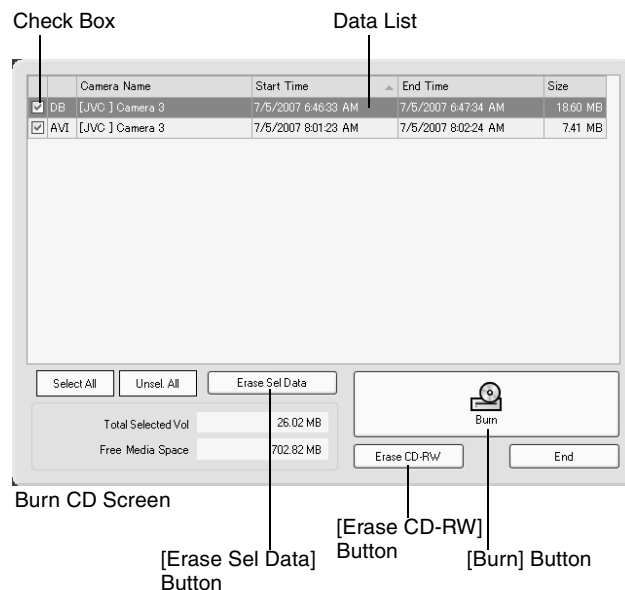 Check Box
Data List
Camera Name Start Time End Time Size
DB [JVC ] Camera 3 7/5/2007 6:46:33 AM 7/5/2007 6:47:34 AM 18.60 MB
AVI [JVC ] Camera 3 7/5/2007 8:01:23 AM 7/5/2007 8:02:24 AM 7.41 MB
Select All Unsel. All Erase Sel Data
Burn
Total Selected Vol 26.02 MB
Free Media Space 702.82 MB
Erase CD-RW End
Burn CD Screen
[Erase CD-RW]
Button
[Burn] Button
[Erase Sel Data]
Button